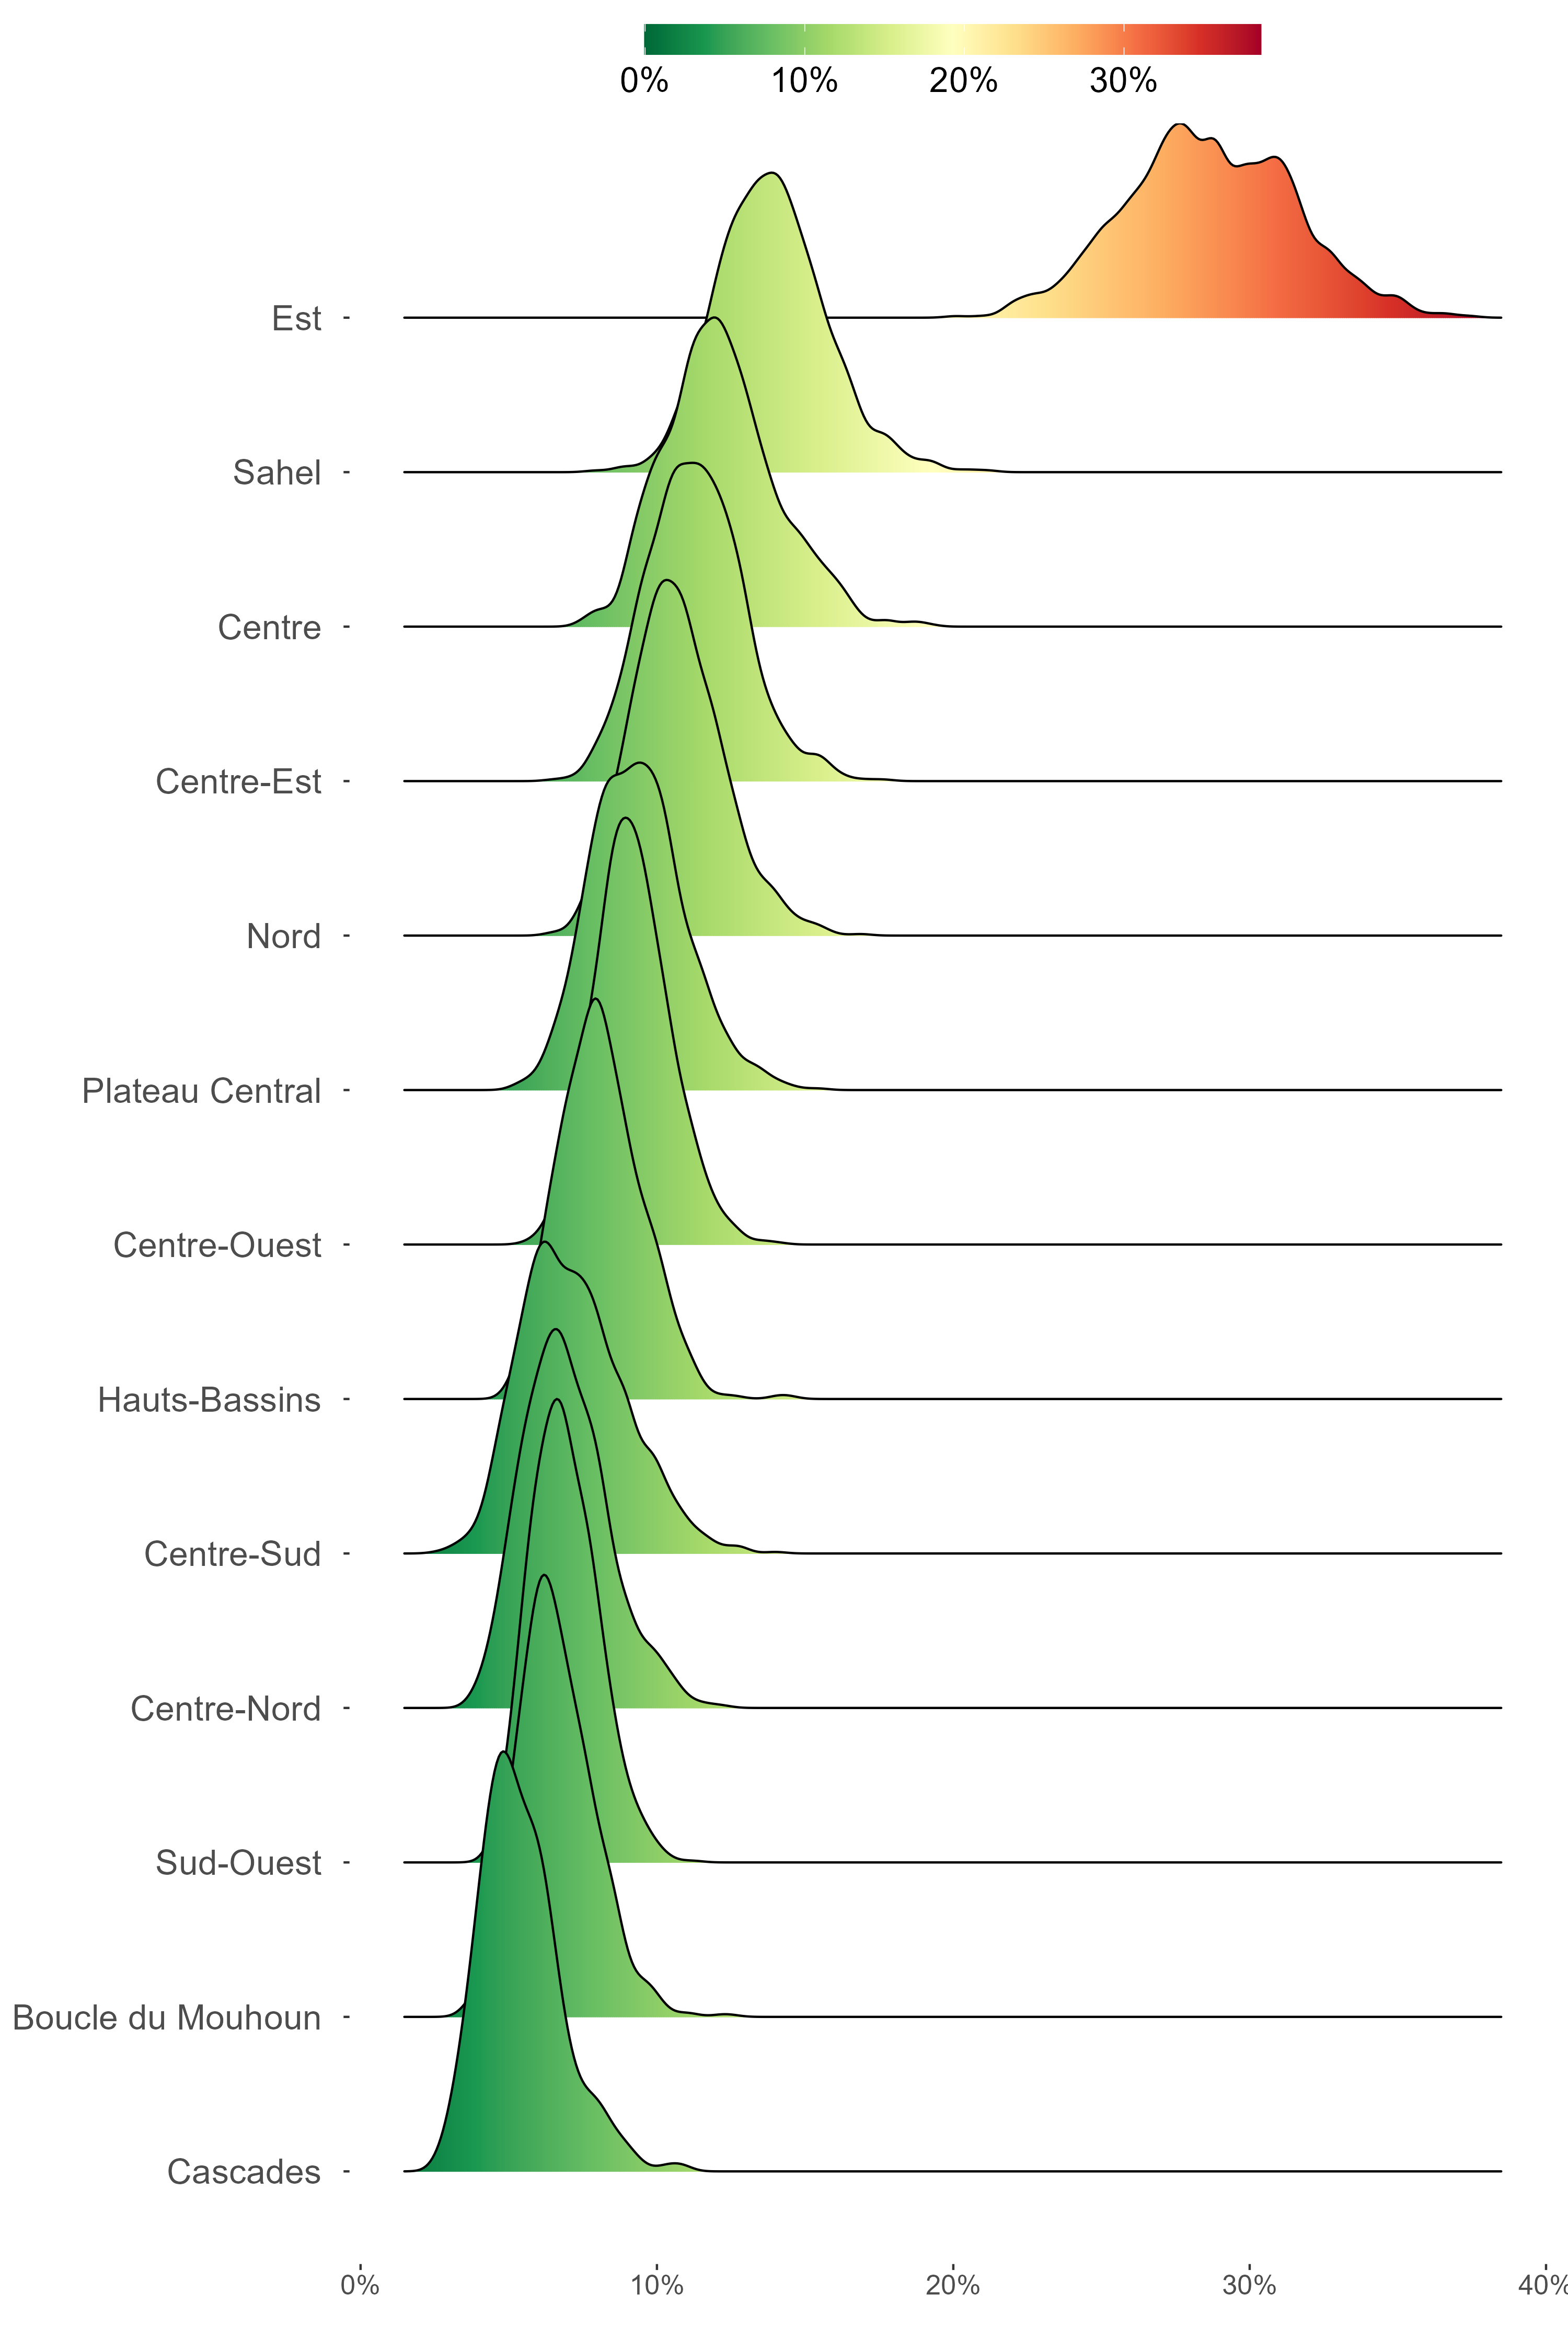 0% 10% 20% 30%
Est
Sahel
Centre
Centre-Est
Nord
Plateau Central
Centre-Ouest
Hauts-Bassins
Centre-Sud
Centre-Nord
Sud-Ouest
Boucle du Mouhoun
Cascades
0% 10% 20% 30% 40%